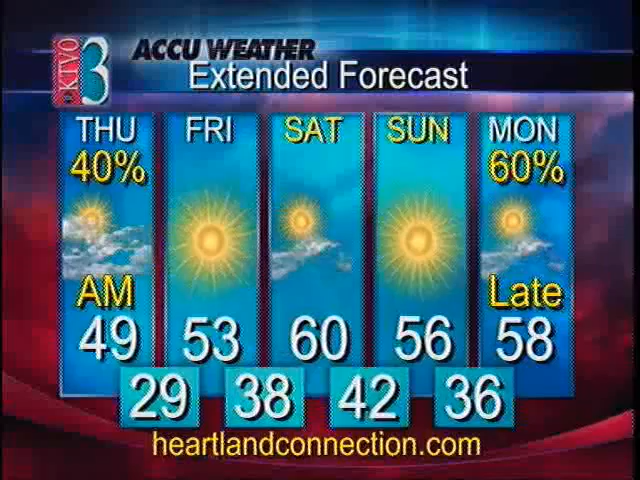 KTVO 3
ACCU WEATHER
Extended Forecast
THU FRI SAT SUN MON
40% 60%
AM Late
49 53 60 56 58
29 38 42 36
heartlandconnection.com